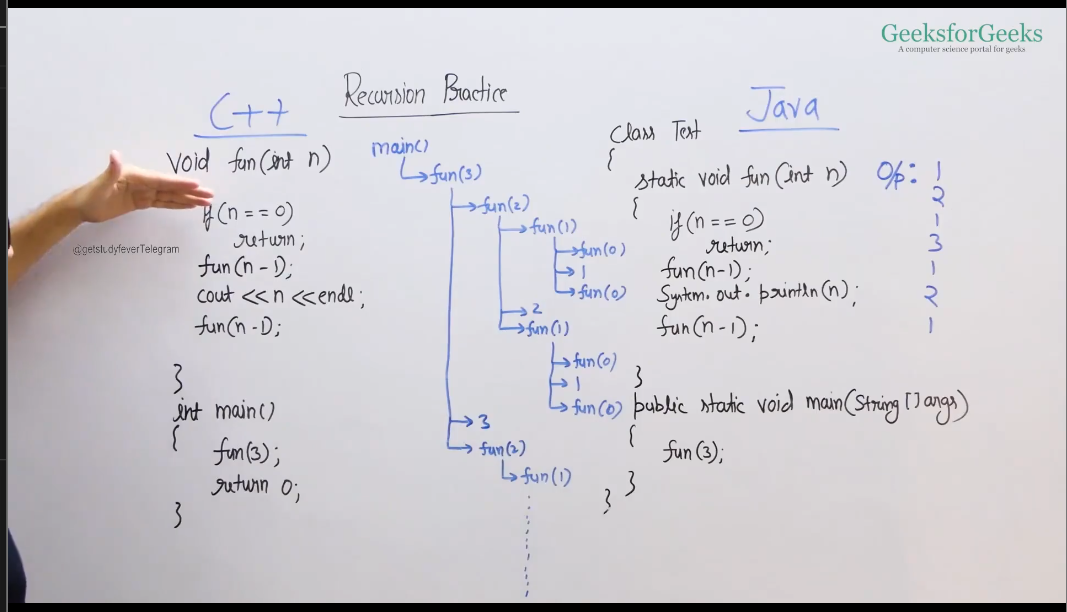 GeeksforGeeks
A computer science portal for geeks
Recursion Practice
C++
void fun(int n)
if(n==0)
return;
fun(n-1);
cout <<n <<endl;
fun(n-1);
}
int main()
{
fun(3);
return 0;
}
@getstudyfeverTelegram
main()
fun(3)
fun(2)
fun(1)
fun(0)
1
fun(0)
2
fun(1)
fun(0)
1
fun(0)
3
fun(2)
fun(1)
Java
Class Test
{
static void fun(int n)
{
if(n==0)
return;
fun(n-1);
System.out.println(n);
fun(n-1);
}
public static void main(String [] args)
{
fun(3);
}
}
O/p: 1
2
1
3
1
2
1